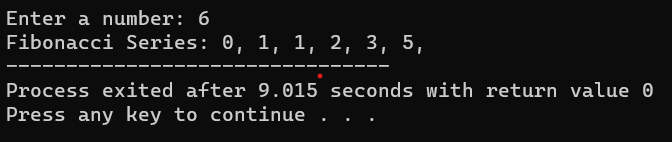 Enter a number: 6
Fibonacci Series: 0, 1, 1, 2, 3, 5,
--------------------------------
Process exited after 9.015 seconds with return value 0
Press any key to continue . . .